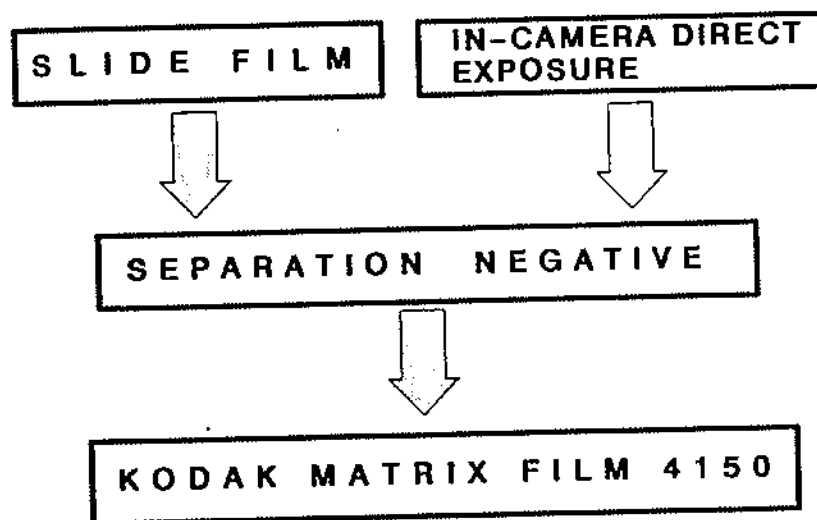 SLIDE FILM
IN-CAMERA DIRECT
EXPOSURE
SEPARATION NEGATIVE
KODAK MATRIX FILM 4150